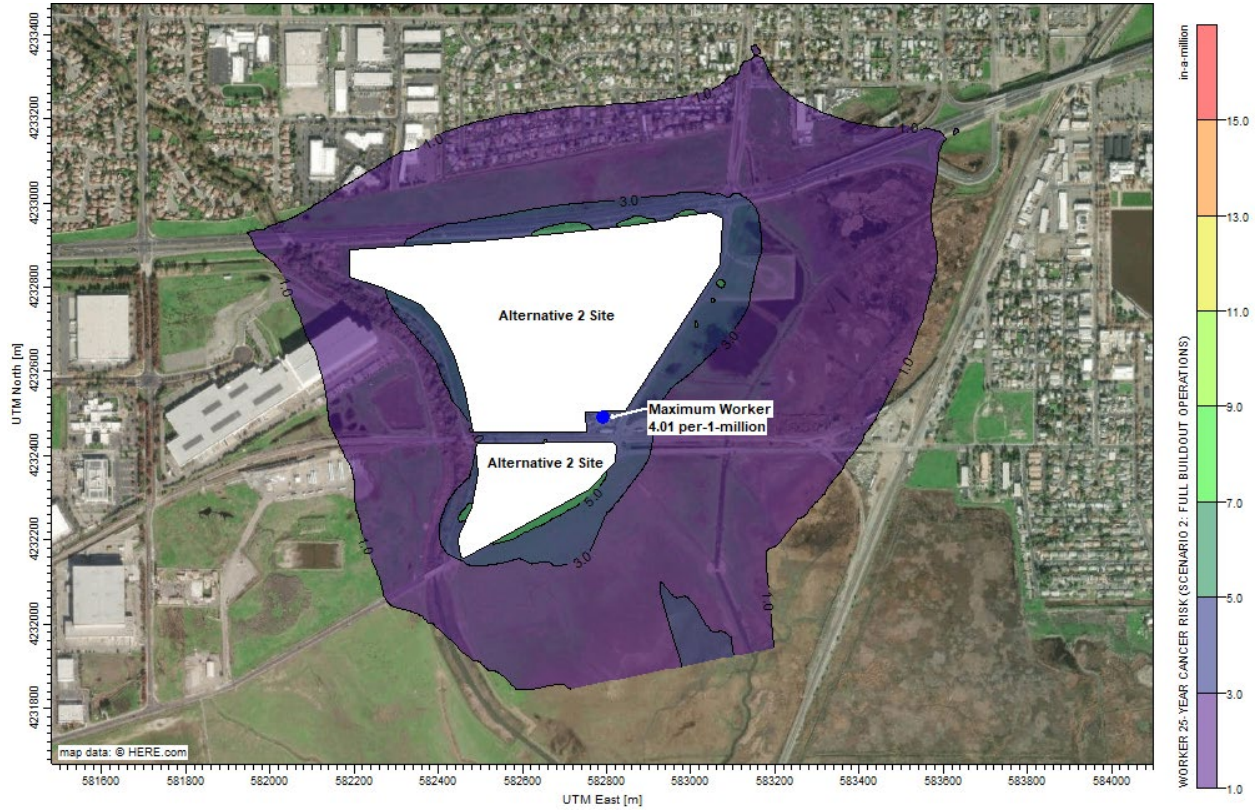 UTM North [m]
4233400
4233200
4233000
4232800
4232600
4232400
4232200
4232000
4231800
1.0
1.0
1.0
3.0
1.0
Alternative 2 Site
3.0
1.0
Maximum Worker
4.01 per-1-million
Alternative 2 Site
5.0
1.0
3.0
1.0
map data: © HERE.com
581600 581800 582000 582200 582400 582600 582800 583000 583200 583400 583600 583800 584000
UTM East [m]
WORKER 25-YEAR CANCER RISK (SCENARIO 2: FULL BUILDOUT OPERATIONS)
in-a-million
15.0
13.0
11.0
9.0
7.0
5.0
3.0
1.0